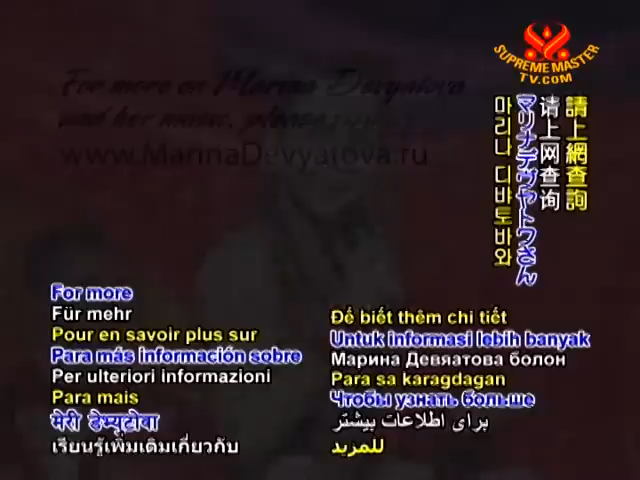 SUPREME MASTER
TV.COM
For more on Marina Devyatova
and her music, please
www.MarinaDevyatova.ru
請上網查詢
请上网查询
マリナデヴャトワさん
마리나 디뱌토바와
For more
Für mehr
Pour en savoir plus sur
Para más información sobre
Per ulteriori informazioni
Para mais
मेरी डेभ्यटोबा
เรียนรู้เพิ่มเติมเกี่ยวกับ
Để biết thêm chi tiết
Untuk informasi lebih banyak
Марина Девяатова болон
Para sa karagdagan
Чтобы узнать больше
برای اطلاعات بیشتر
للمزيد